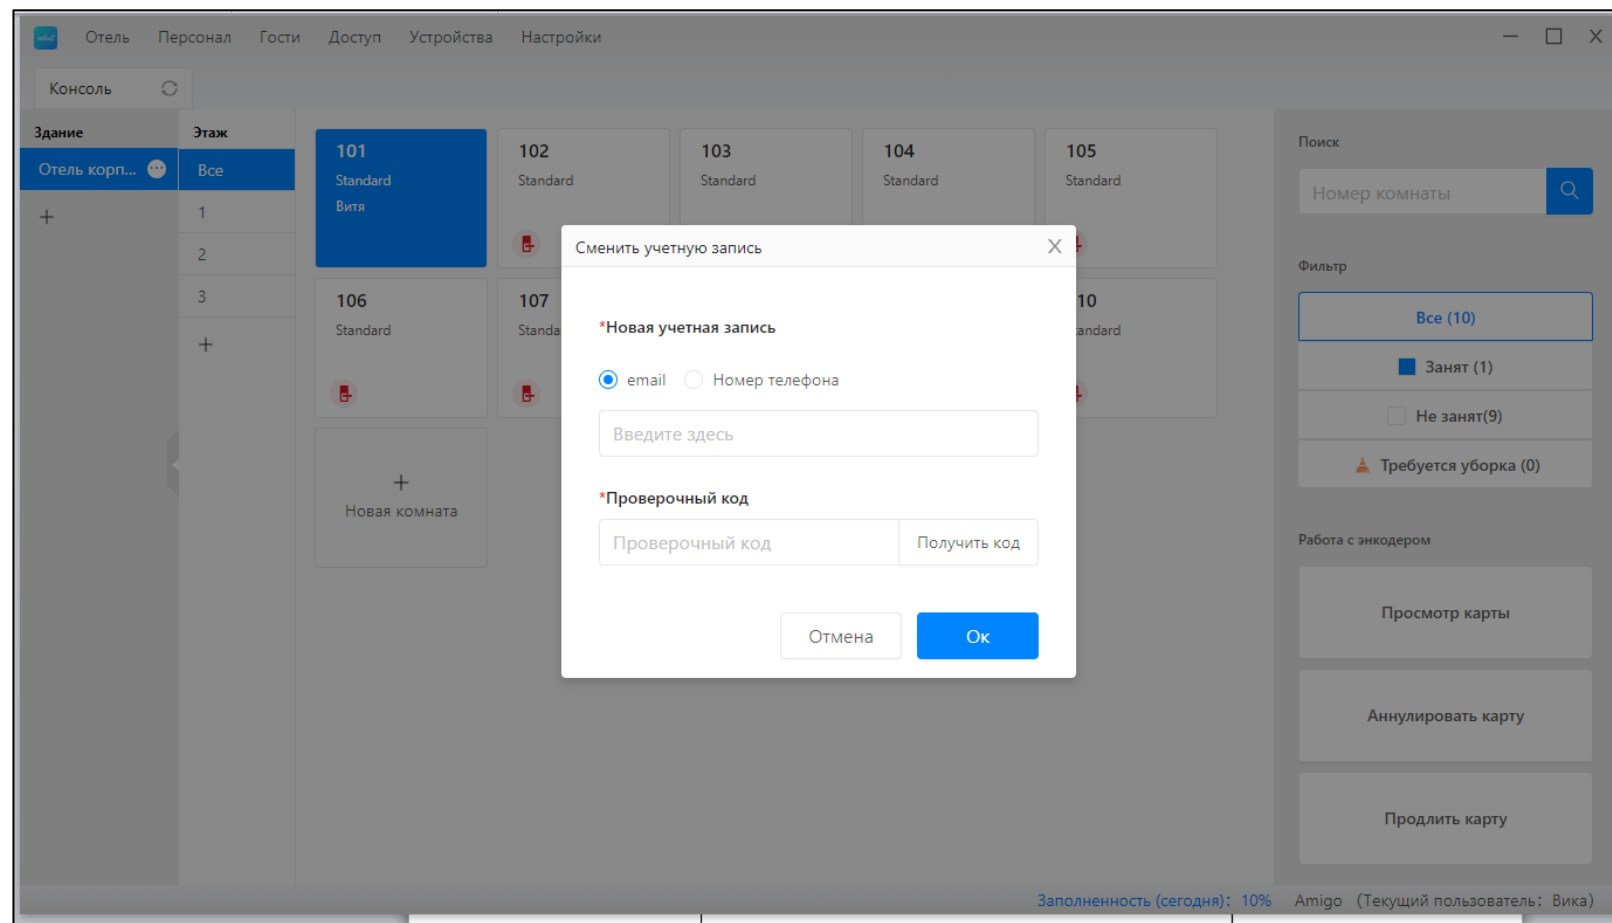 Отель Персонал Гости Доступ Устройства Настройки
Консоль
Здание
Отель корп...
Этаж
Все
1
2
3
101
Standard
Витя
102
Standard
103
Standard
104
Standard
105
Standard
106
Standard
107
Standa
10
andard
Новая комната
Сменить учетную запись X
*Новая учетная запись
email Номер телефона
Введите здесь
*Проверочный код
Проверочный код Получить код
Отмена Ок
Поиск
Номер комнаты
Фильтр
Все (10)
Занят (1)
Не занят(9)
Требуется уборка (0)
Работа с энкодером
Просмотр карты
Аннулировать карту
Продлить карту
Заполненность (сегодня): 10% Amigo (Текущий пользователь: Вика)